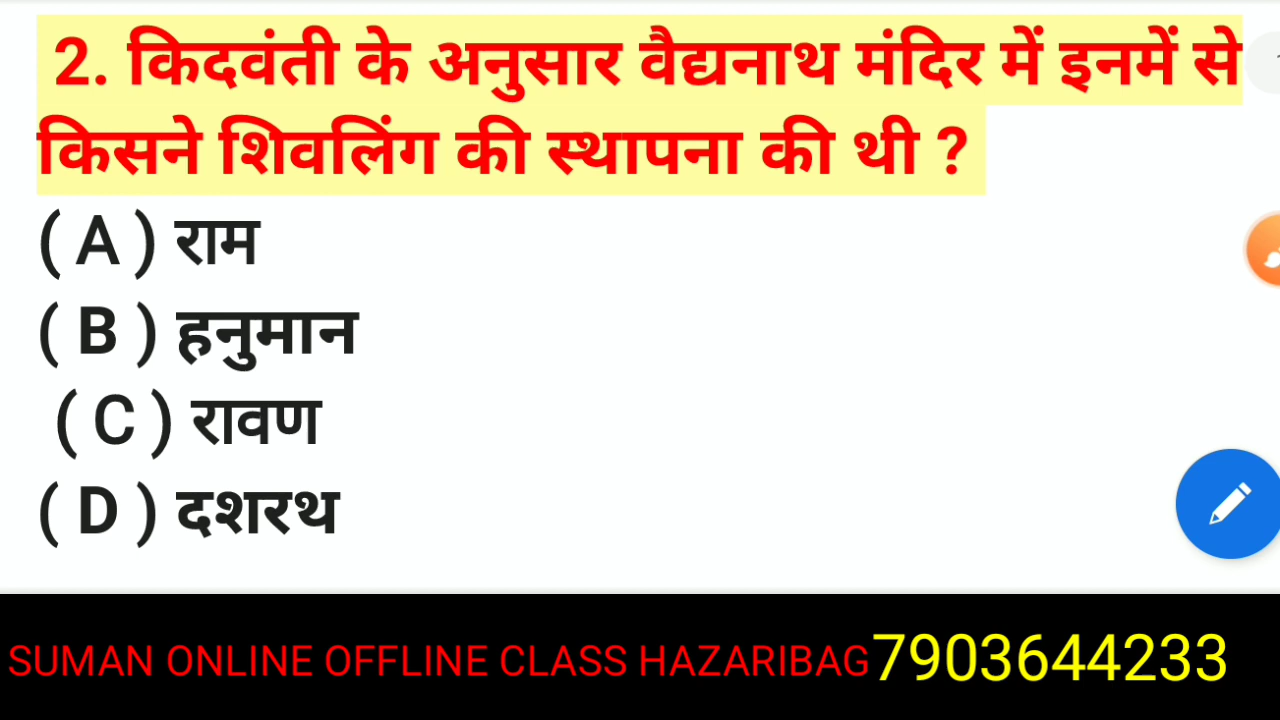 2. किदवंती के अनुसार वैद्यनाथ मंदिर में इनमें से
किसने शिवलिंग की स्थापना की थी ?
( A ) राम
( B ) हनुमान
( C ) रावण
( D ) दशरथ
SUMAN ONLINE OFFLINE CLASS HAZARIBAG 7903644233